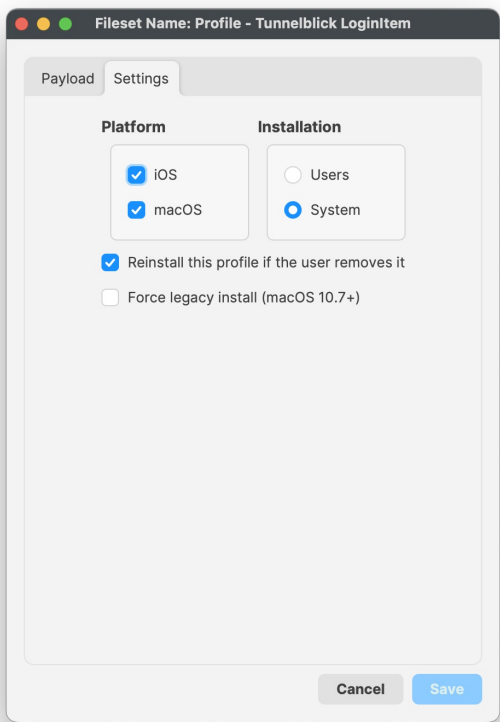 Fileset Name: Profile - Tunnelblick LoginItem
Payload Settings
Platform Installation
iOS Users
macOS System
Reinstall this profile if the user removes it
Force legacy install (macOS 10.7+)
Cancel Save